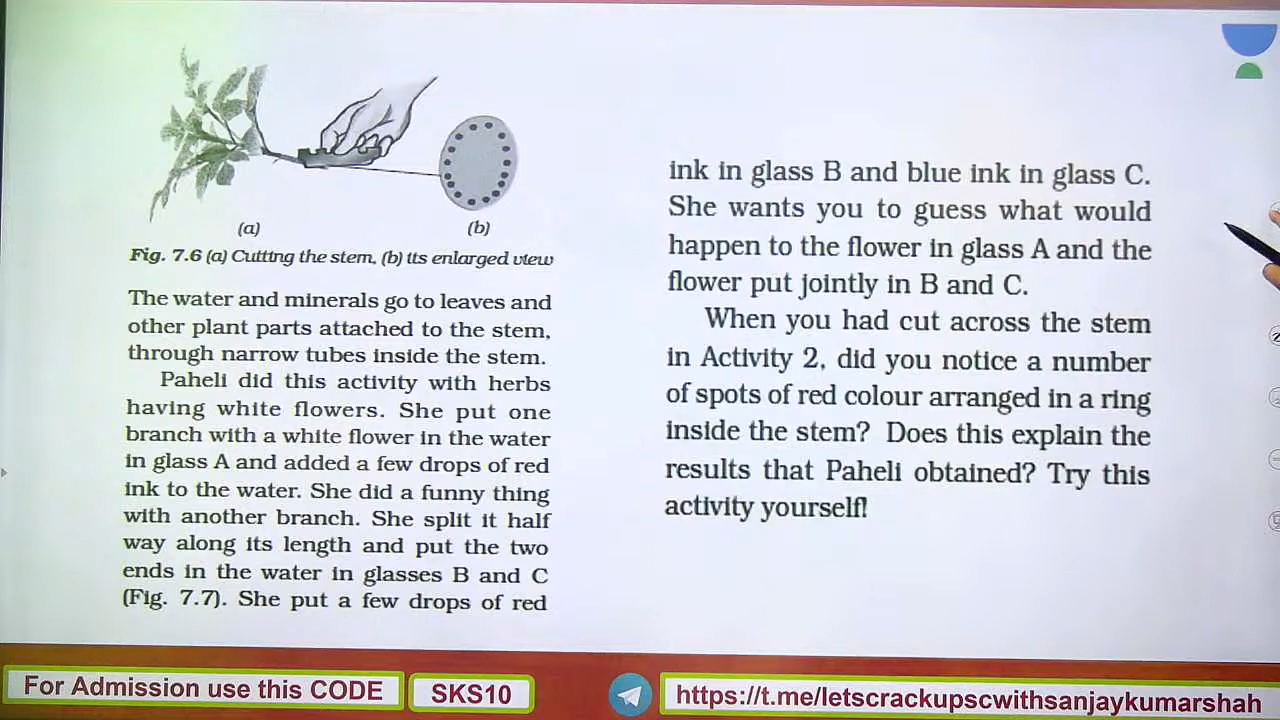 (a)
(b)
Fig. 7.6 (a) Cutting the stem, (b) its enlarged view
The water and minerals go to leaves and
other plant parts attached to the stem,
through narrow tubes inside the stem.
Paheli did this activity with herbs
having white flowers. She put one
branch with a white flower in the water
in glass A and added a few drops of red
ink to the water. She did a funny thing
with another branch. She split it half
way along its length and put the two
ends in the water in glasses B and C
(Fig. 7.7). She put a few drops of red
ink in glass B and blue ink in glass C.
She wants you to guess what would
happen to the flower in glass A and the
flower put jointly in B and C.
When you had cut across the stem
in Activity 2, did you notice a number
of spots of red colour arranged in a ring
inside the stem? Does this explain the
results that Paheli obtained? Try this
activity yourself!
For Admission use this CODE
SKS10
https://t.me/letscrackupscwithsanjaykumarshah